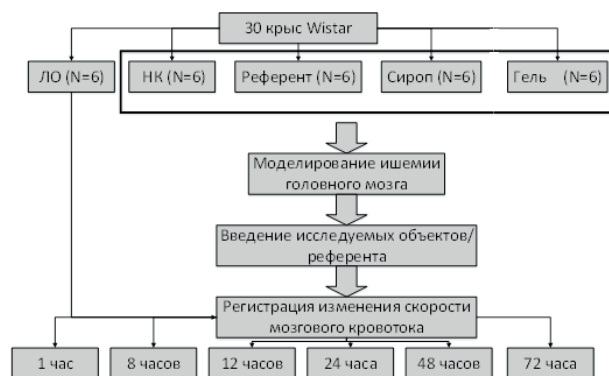 30 крыс Wistar
ЛО (N=6)
НК (N=6)
Референт (N=6)
Сироп (N=6)
Гель (N=6)
Моделирование ишемии
головного мозга
Введение исследуемых объектов/
референта
Регистрация изменения скорости
мозгового кровотока
1 час
8 часов
12 часов
24 часа
48 часов
72 часа